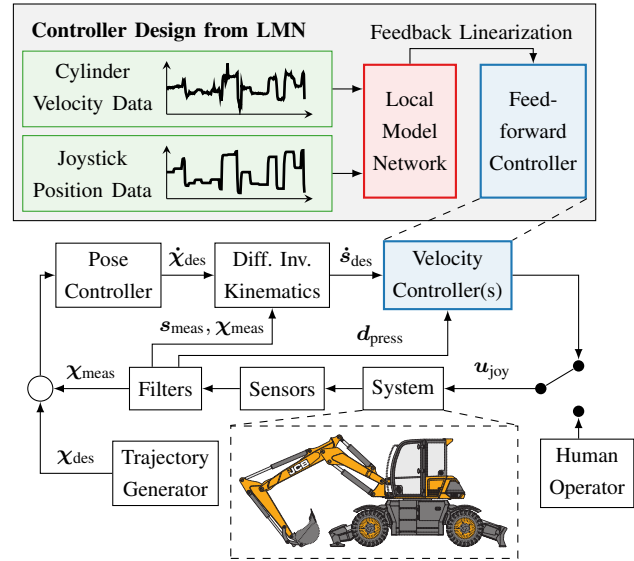 Controller Design from LMN
Feedback Linearization
Cylinder
Velocity Data
Joystick
Position Data
Local
Model
Network
Feed-
forward
Controller
Pose
Controller
χ̇des
Diff. Inv.
Kinematics
ṡdes
Velocity
Controller(s)
smeas, χmeas
dpress
χmeas
Filters
Sensors
System
ujoy
χdes
Trajectory
Generator
JCB
Human
Operator